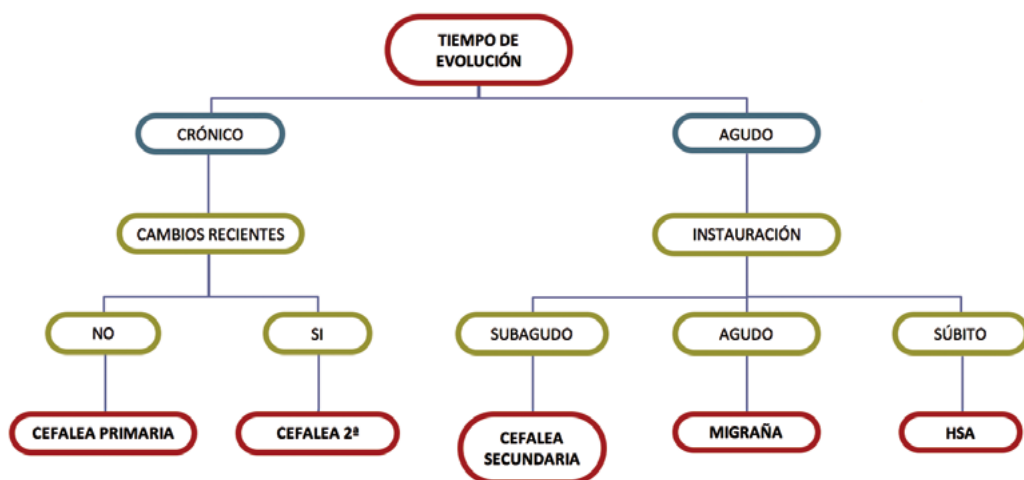 TIEMPO DE
EVOLUCIÓN
CRÓNICO
AGUDO
CAMBIOS RECIENTES
INSTAURACIÓN
NO
SI
SUBAGUDO
AGUDO
SÚBITO
CEFALEA PRIMARIA
CEFALEA 2ª
CEFALEA
SECUNDARIA
MIGRAÑA
HSA